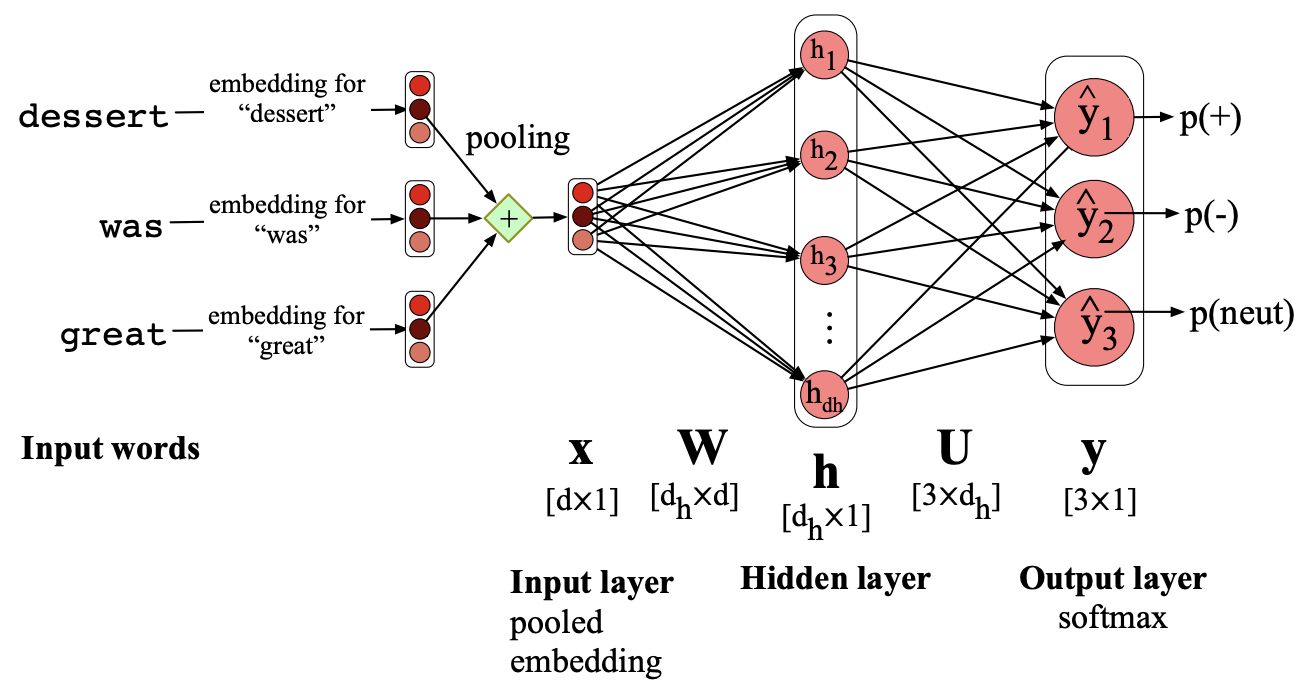 dessert
embedding for
“dessert”
pooling
was
embedding for
“was”
great
embedding for
“great”
+
h1
h2
h3
⋮
hdh
ŷ1
ŷ2
ŷ3
p(+)
p(-)
p(neut)
Input words
x
[d×1]
W
[dh×d]
h
[dh×1]
U
[3×dh]
y
[3×1]
Input layer
pooled
embedding
Hidden layer
Output layer
softmax